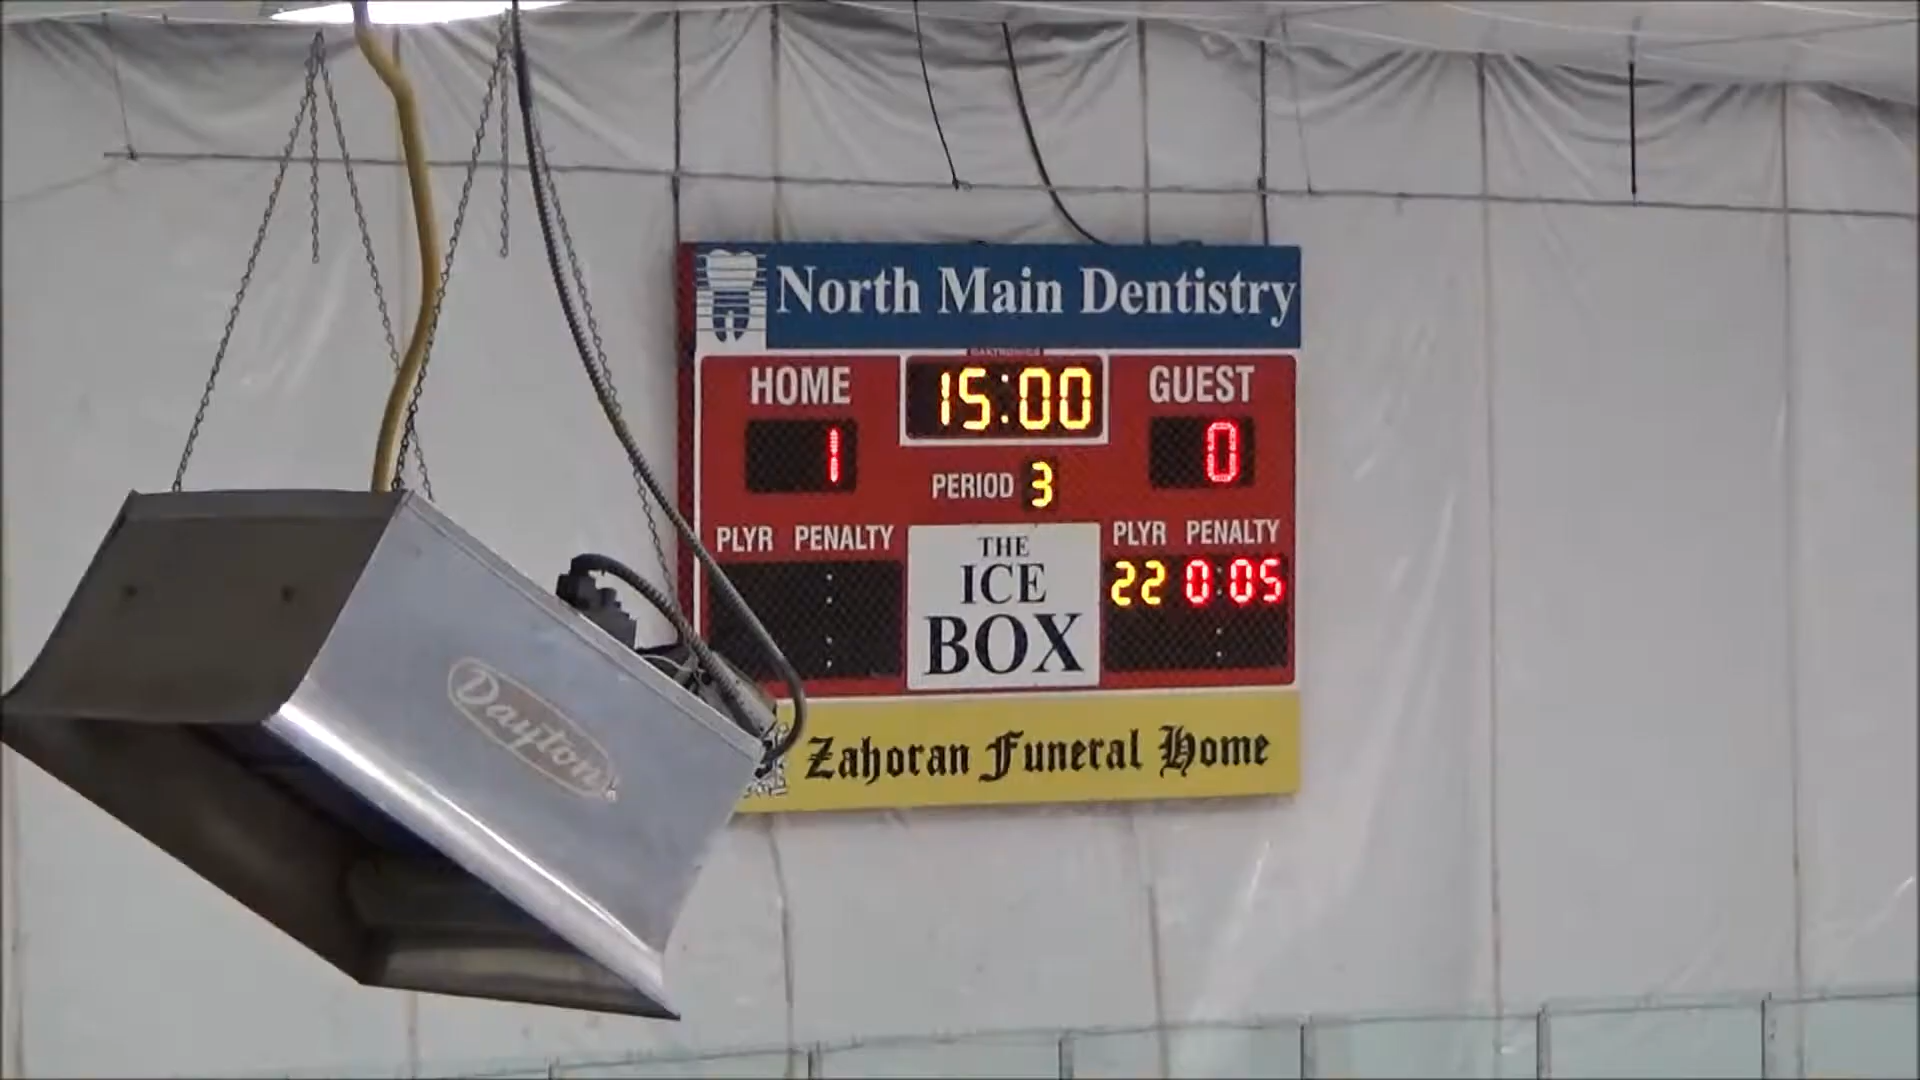 North Main Dentistry
HOME 15:00 GUEST
1 0
PERIOD 3
PLYR PENALTY
PLYR PENALTY
22 0:05
THE
ICE
BOX
Zahoran Funeral Home
Dayton